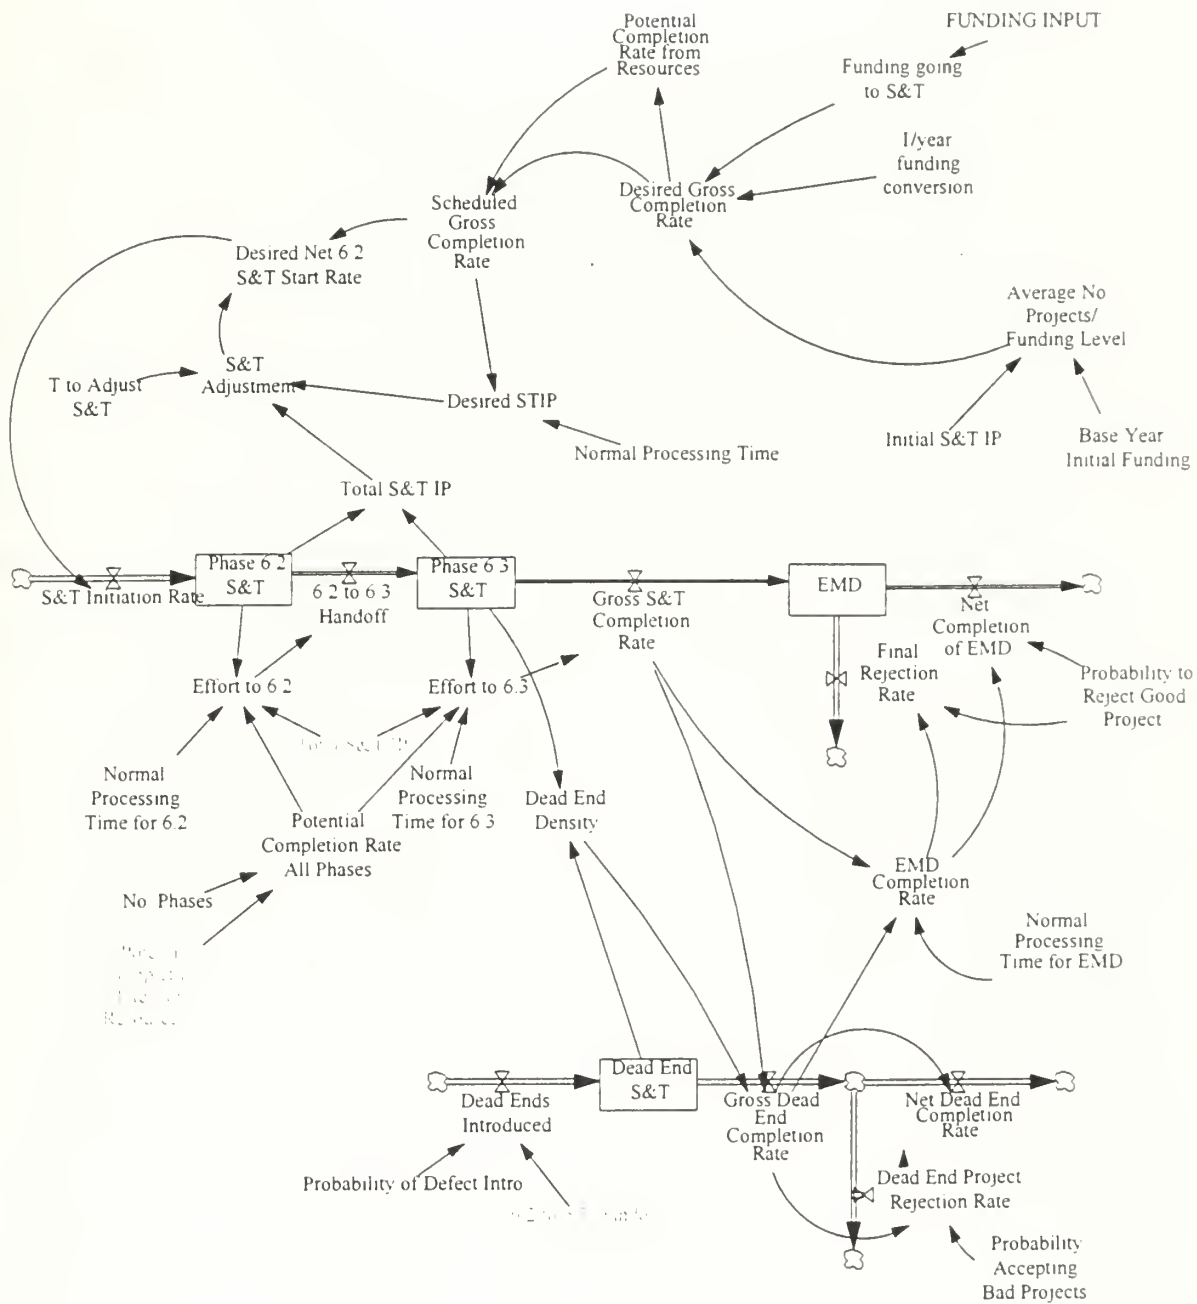 Potential
Completion
Rate from
Resources
FUNDING INPUT
Funding going
to S&T
1/year
funding
conversion
Desired Gross
Completion
Rate
Scheduled
Gross
Completion
Rate
Desired Net 6 2
S&T Start Rate
Average No
Projects/
Funding Level
S&T
Adjustment
T to Adjust
S&T
Desired STIP
Normal Processing Time
Initial S&T IP
Base Year
Initial Funding
Total S&T IP
Phase 6 2
S&T
Phase 6 3
S&T
EMD
S&T Initiation Rate
6 2 to 6 3
Handoff
Gross S&T
Completion
Rate
Net
Completion
of EMD
Final
Rejection
Rate
Probability to
Reject Good
Project
Effort to 6 2
Effort to 6.3
Normal
Processing
Time for 6.2
Normal
Processing
Time for 6 3
Dead End
Density
Potential
Completion Rate
All Phases
No Phases
EMD
Completion
Rate
Normal
Processing
Time for EMD
Dead End
S&T
Dead Ends
Introduced
Gross Dead
End
Completion
Rate
Net Dead End
Completion
Rate
Probability of Defect Intro
Dead End Project
Rejection Rate
Probability
Accepting
Bad Projects